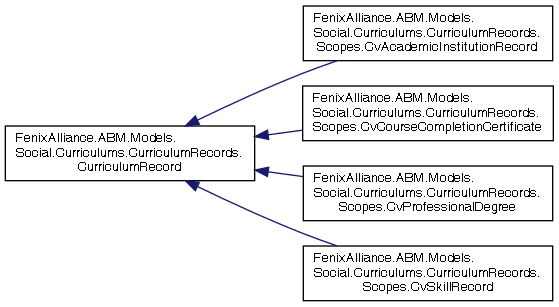 FenixAlliance.ABM.Models.
Social.Curriculums.CurriculumRecords.
Scopes.CvAcademicInstitutionRecord
FenixAlliance.ABM.Models.
Social.Curriculums.CurriculumRecords.
Scopes.CvCourseCompletionCertificate
FenixAlliance.ABM.Models.
Social.Curriculums.CurriculumRecords.
CurriculumRecord
FenixAlliance.ABM.Models.
Social.Curriculums.CurriculumRecords.
Scopes.CvProfessionalDegree
FenixAlliance.ABM.Models.
Social.Curriculums.CurriculumRecords.
Scopes.CvSkillRecord